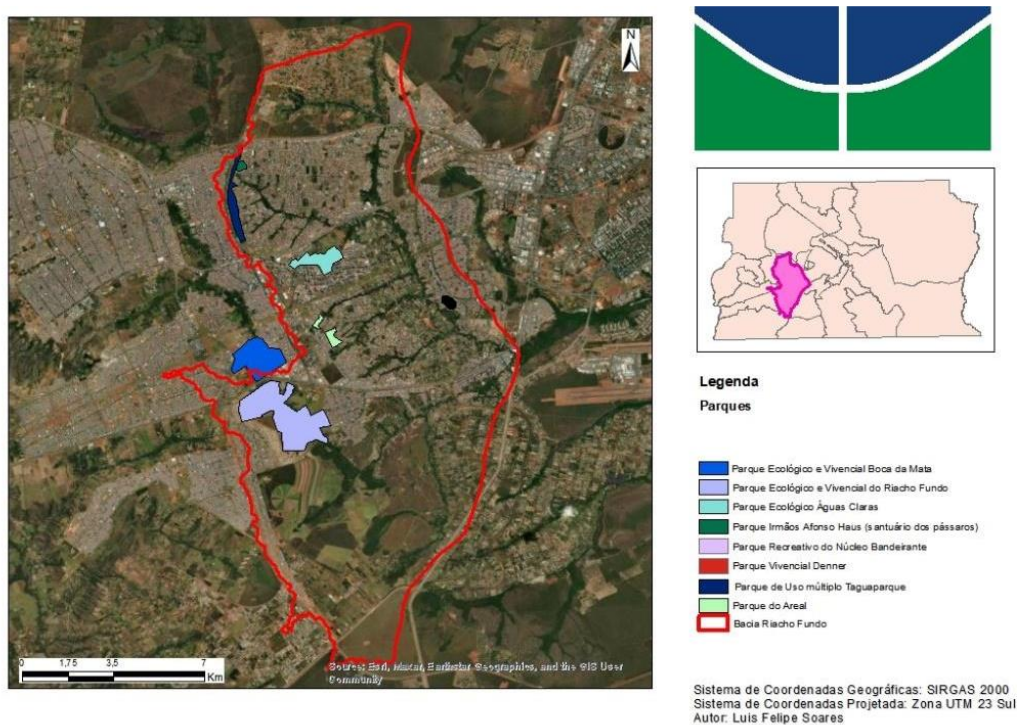 N
0 1,75 3,5 7
Km
Source: Esri, Maxar, Earthstar Geographics, and the GIS User
Community
Legenda
Parques
Parque Ecológico e Vivencial Boca da Mata
Parque Ecológico e Vivencial do Riacho Fundo
Parque Ecológico Águas Claras
Parque Irmãos Afonso Haus (santuário dos pássaros)
Parque Recreativo do Núcleo Bandeirante
Parque Vivencial Denner
Parque de Uso múltiplo Taguaparque
Parque do Areal
Bacia Riacho Fundo
Sistema de Coordenadas Geográficas: SIRGAS 2000
Sistema de Coordenadas Projetada: Zona UTM 23 Sul
Autor: Luis Felipe Soares